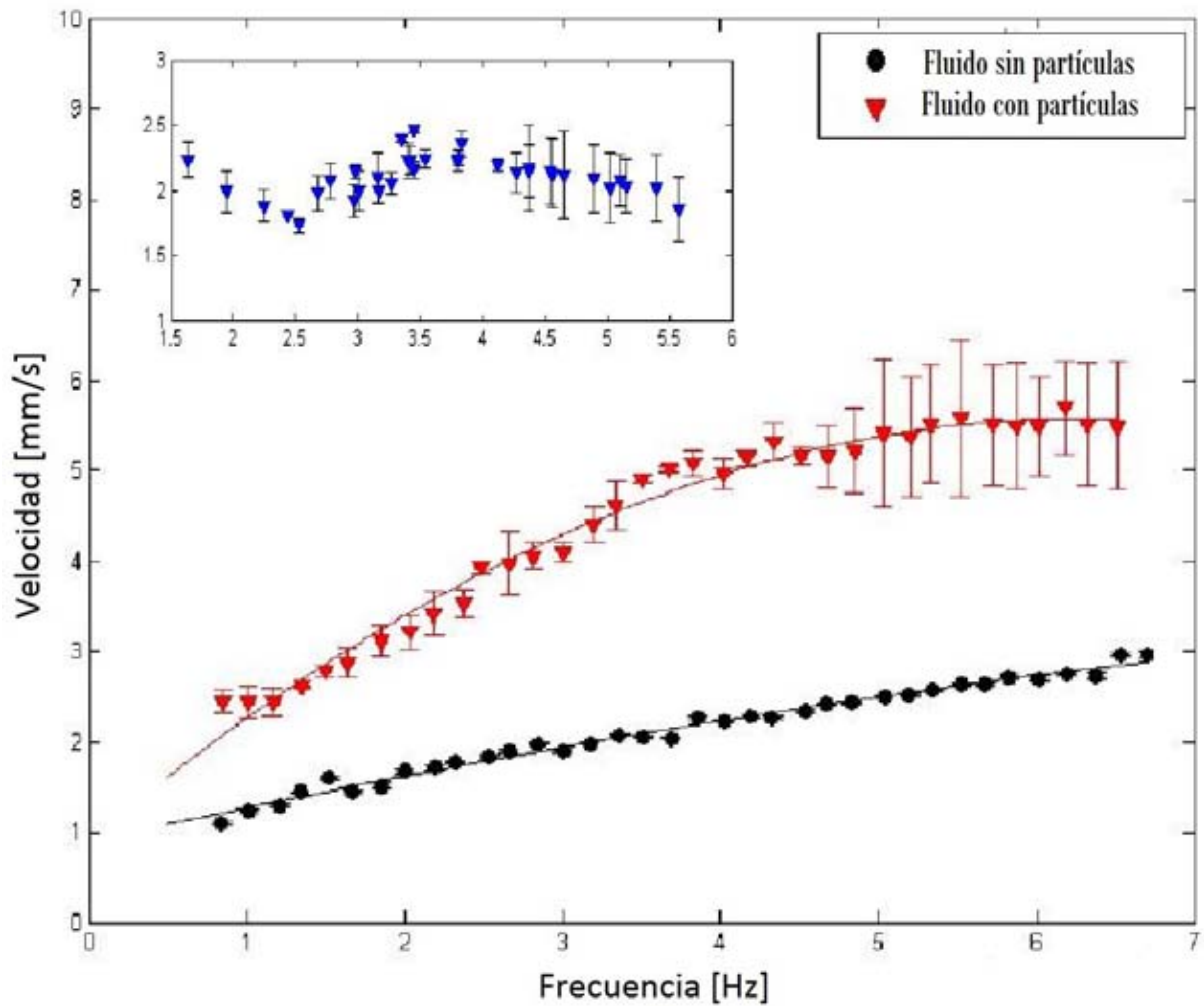 Fluido sin partículas
Fluido con partículas
10
9
8
7
6
5
4
3
2
1
0
3
2.5
2
1.5
1
1.5 2 2.5 3 3.5 4 4.5 5 5.5 6
Velocidad [mm/s]
0 1 2 3 4 5 6 7
Frecuencia [Hz]